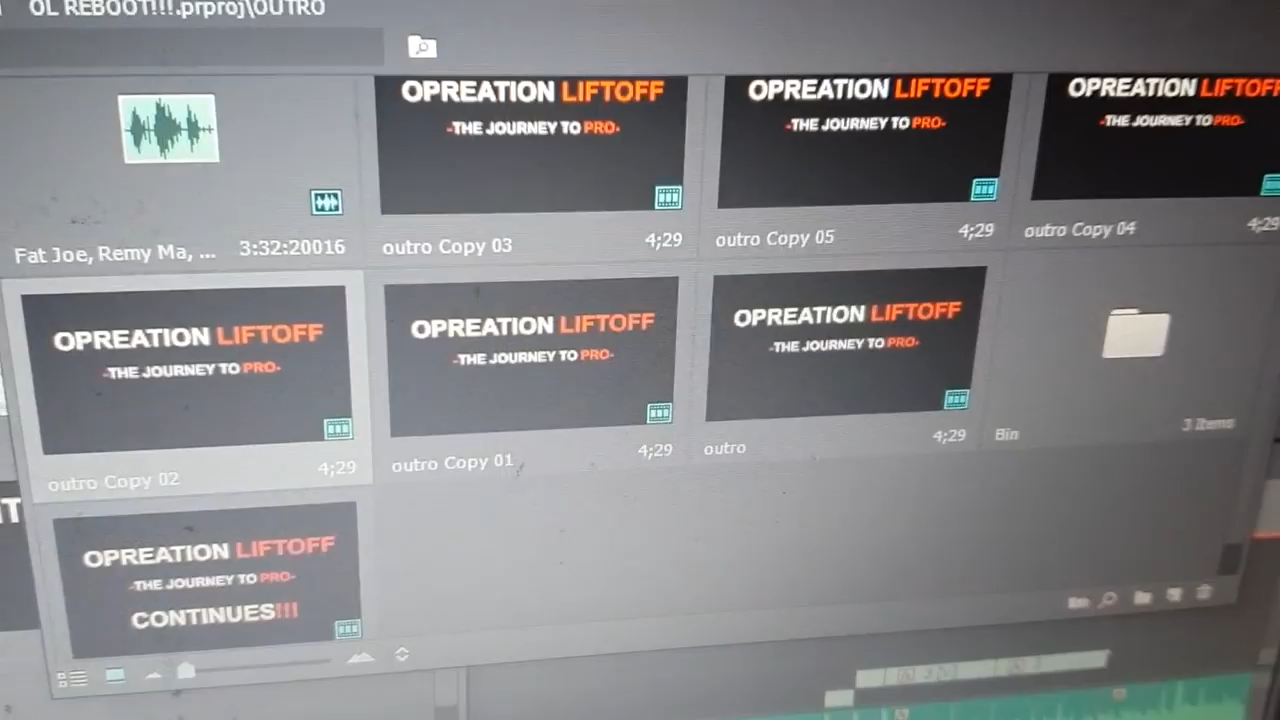 OL REBOOT!!!.prproj\OUTRO
OPREATION LIFTOFF
-THE JOURNEY TO PRO-
OPREATION LIFTOFF
-THE JOURNEY TO PRO-
OPREATION LIFTOFF
-THE JOURNEY TO PRO-
Fat Joe, Remy Ma, ... 3:32:20016
outro Copy 03 4;29
outro Copy 05 4;29
outro Copy 04 4;29
OPREATION LIFTOFF
-THE JOURNEY TO PRO-
OPREATION LIFTOFF
-THE JOURNEY TO PRO-
OPREATION LIFTOFF
-THE JOURNEY TO PRO-
outro Copy 02 4;29
outro Copy 01 4;29
outro 4;29
Bin 3 Items
OPREATION LIFTOFF
-THE JOURNEY TO PRO-
CONTINUES!!!